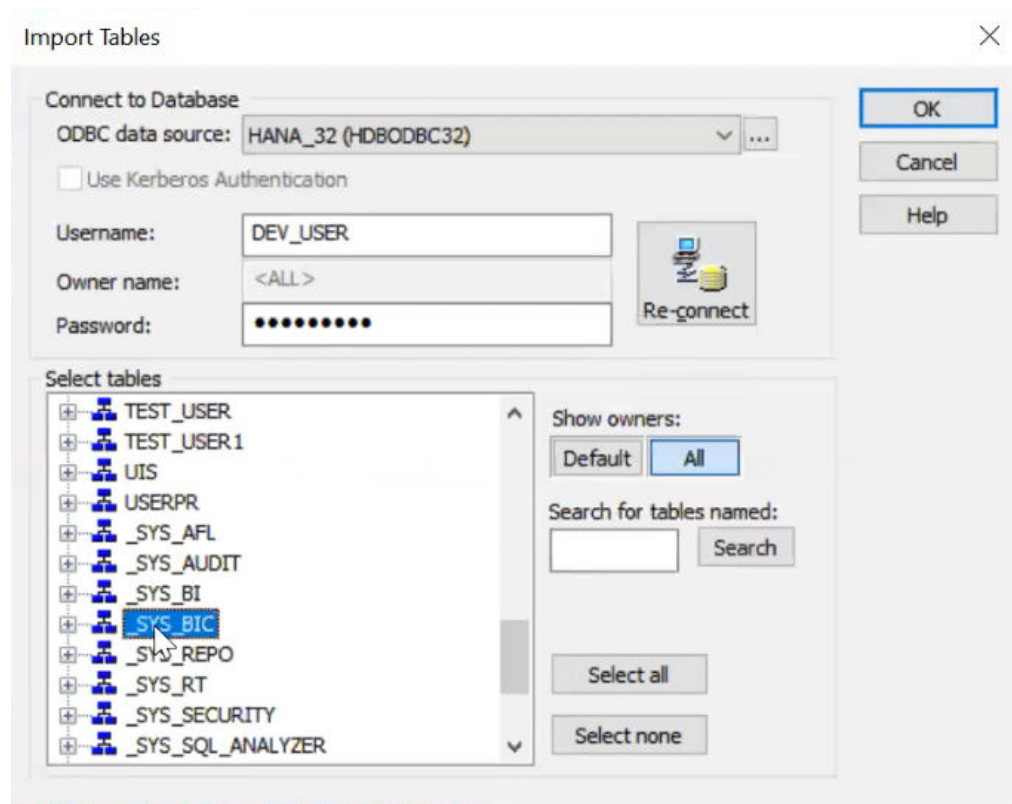 Import Tables
Connect to Database
OK
ODBC data source: HANA_32 (HDBODBC32) ...
Cancel
Use Kerberos Authentication
Help
Username: DEV_USER
Owner name: <ALL>
Re-connect
Password: •••••••••
Select tables
TEST_USER
Show owners:
TEST_USER1
Default All
UIS
USERPR
Search for tables named:
_SYS_AFL
Search
_SYS_AUDIT
_SYS_BI
_SYS_BIC
_SYS_REPO
Select all
_SYS_RT
_SYS_SECURITY
Select none
_SYS_SQL_ANALYZER